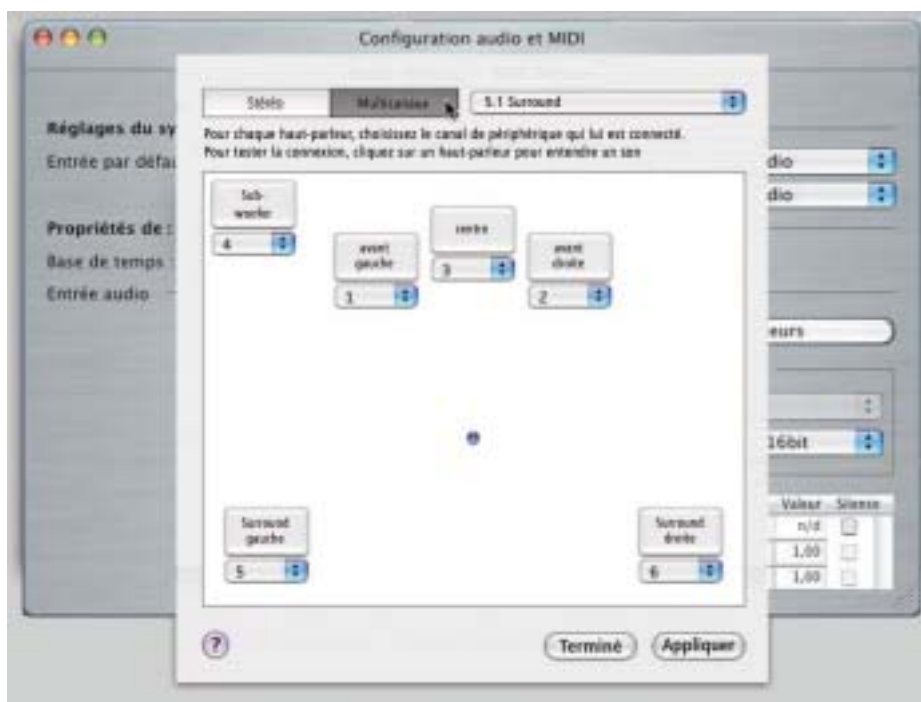 Configuration audio et MIDI
Stéréo
Multicanaux
5.1 Surround
Pour chaque haut-parleur, choisissez le canal de périphérique qui lui est connecté.
Pour tester la connexion, cliquez sur un haut-parleur pour entendre un son
Réglages du sy
Entrée par défau
dio
dio
Propriétés de :
Base de temps :
Entrée audio
eurs
16bit
Valeur Silence
n/d
1,00
1,00
Sub-
woofer
4
avant
gauche
1
centre
3
avant
droite
2
Surround
gauche
5
Surround
droite
6
?
Terminé
Appliquer